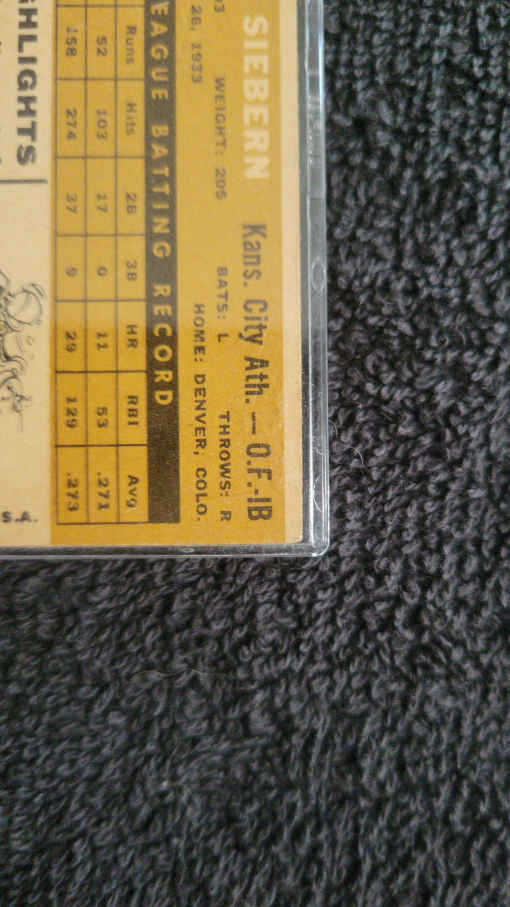 SIEBERN Kans. City Ath. — O.F.-1B
WEIGHT: 205 BATS: L THROWS: R
26, 1933 HOME: DENVER, COLO.
EAGUE BATTING RECORD
Runs Hits 2B 3B HR RBI Avg
52 103 17 0 11 53 .271
158 274 37 9 29 129 .273
GHLIGHTS
S.A.